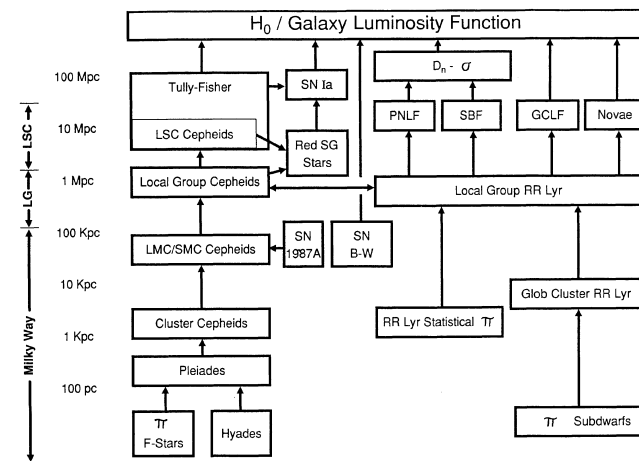 H0 / Galaxy Luminosity Function
100 Mpc
Tully-Fisher
SN Ia
Dn - σ
LSC
10 Mpc
LSC Cepheids
Red SG
Stars
PNLF
SBF
GCLF
Novae
LG
1 Mpc
Local Group Cepheids
Local Group RR Lyr
100 Kpc
LMC/SMC Cepheids
SN
1987A
SN
B-W
Milky Way
10 Kpc
Glob Cluster RR Lyr
Cluster Cepheids
RR Lyr Statistical π
1 Kpc
Pleiades
100 pc
π
F-Stars
Hyades
π Subdwarfs